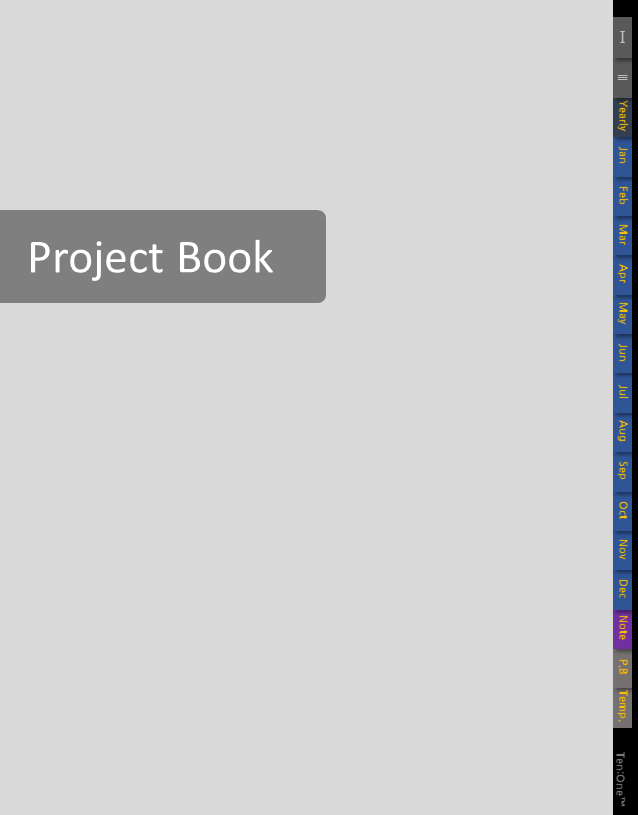 Project Book
I
≡
Yearly
Jan
Feb
Mar
Apr
May
Jun
Jul
Aug
Sep
Oct
Nov
Dec
Note
P.B
Temp.
Ten:One™